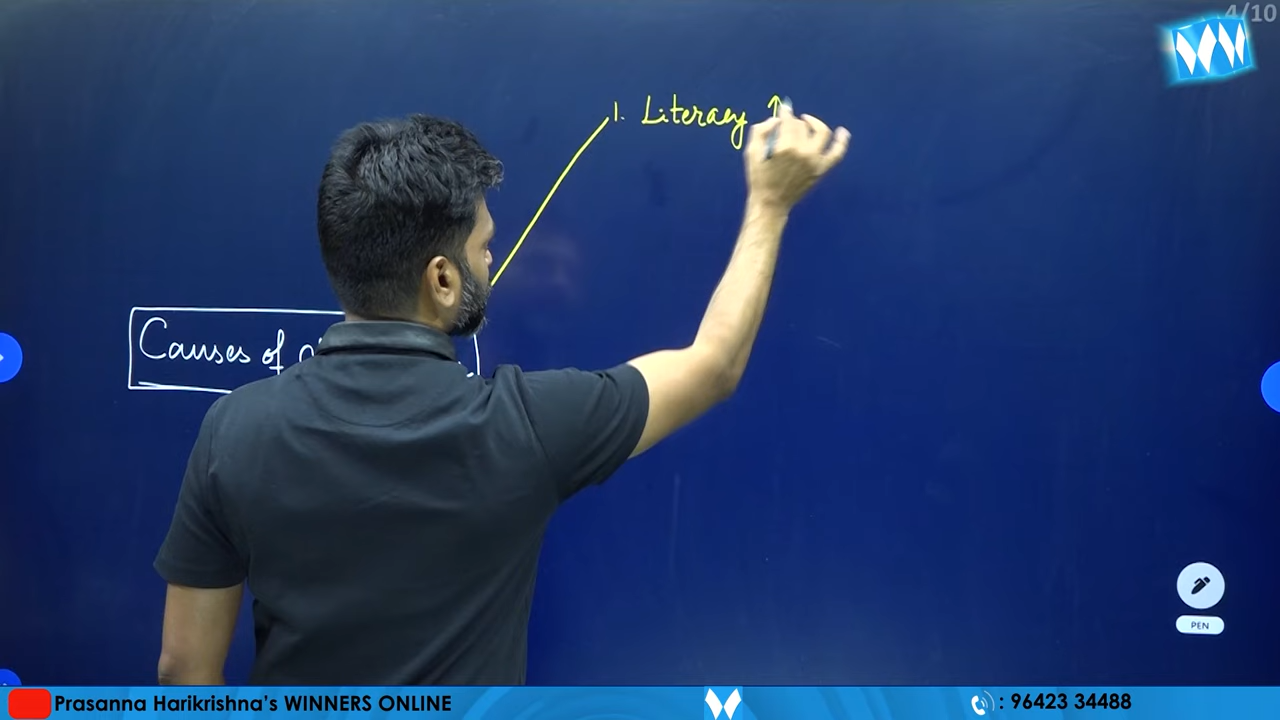 4/10
1. Literacy ↑
Causes of
PEN
Prasanna Harikrishna's WINNERS ONLINE
: 96423 34488